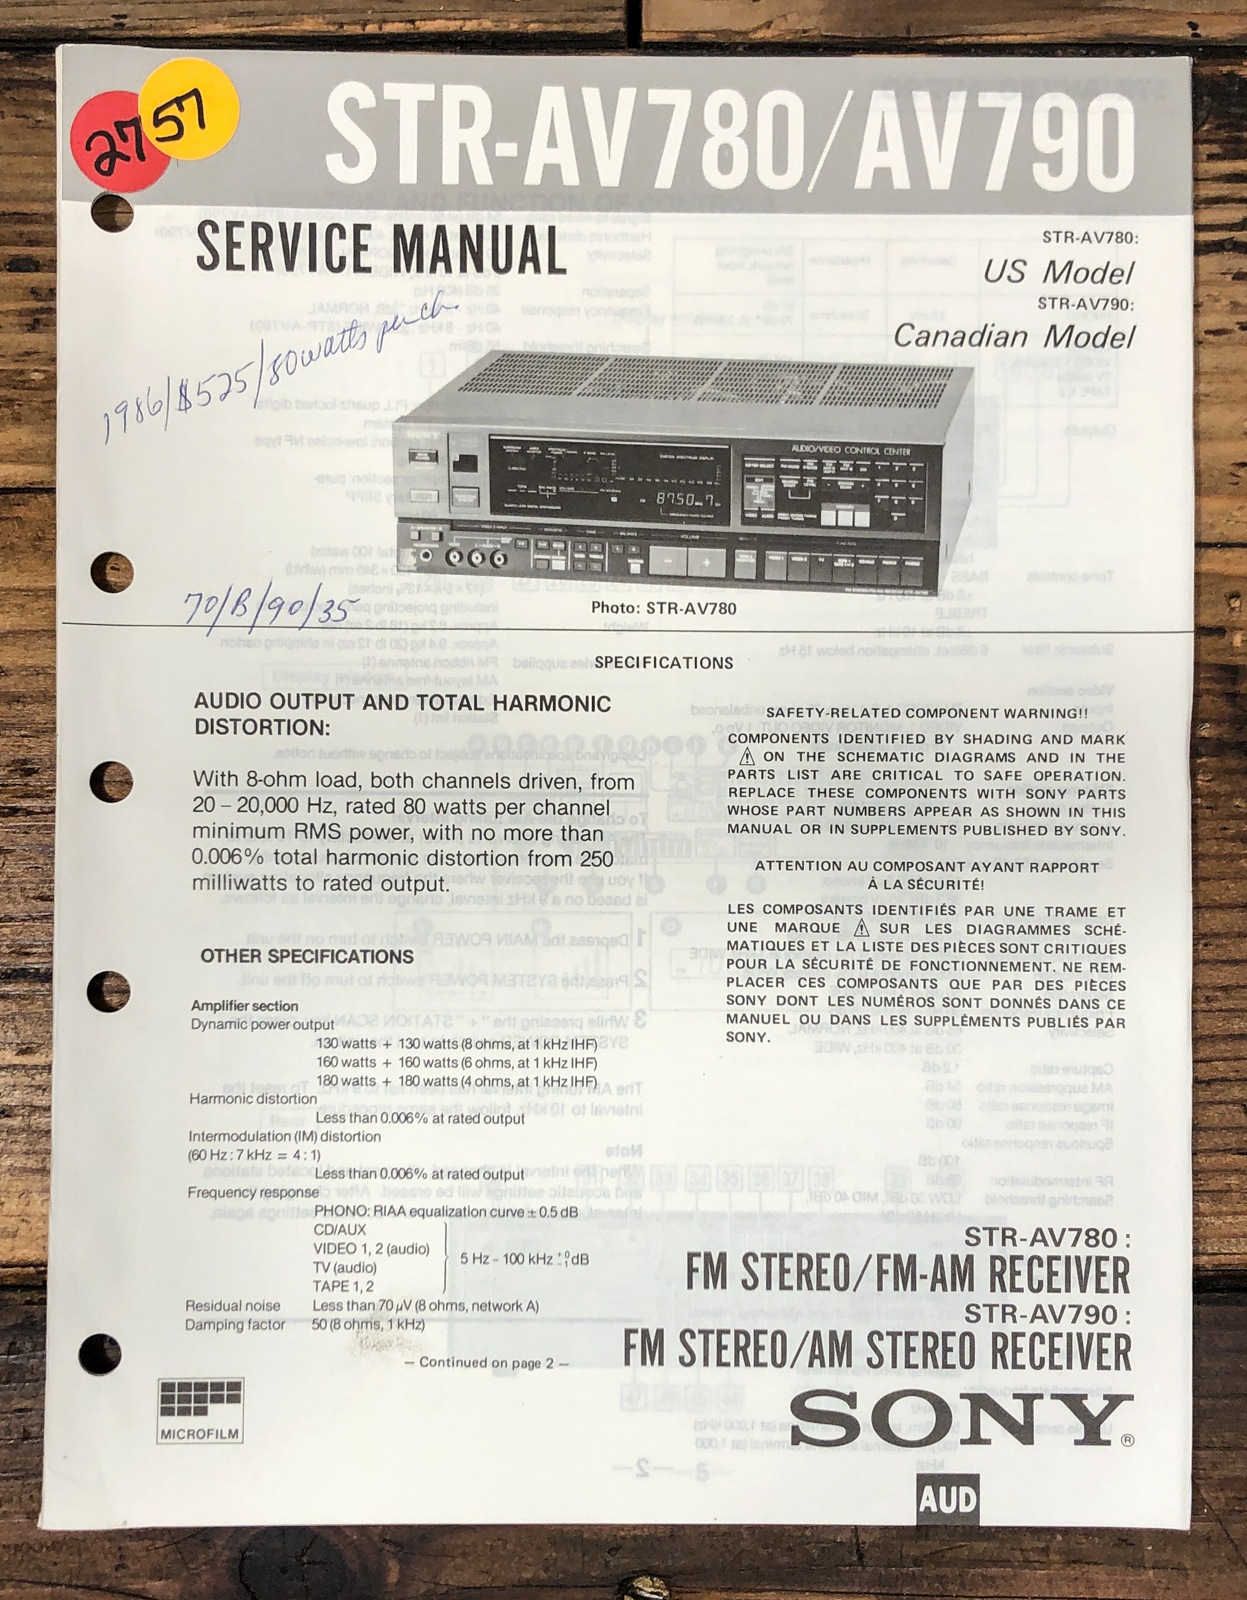 27 57
STR-AV780/AV790
SERVICE MANUAL
STR-AV780:
US Model
STR-AV790:
Canadian Model
1986/$525/80watts per ch.
AUDIO/VIDEO CONTROL CENTER
87.50
70/B/90/35
Photo: STR-AV780
SPECIFICATIONS
AUDIO OUTPUT AND TOTAL HARMONIC
DISTORTION:
With 8-ohm load, both channels driven, from
20 – 20,000 Hz, rated 80 watts per channel
minimum RMS power, with no more than
0.006% total harmonic distortion from 250
milliwatts to rated output.
OTHER SPECIFICATIONS
Amplifier section
Dynamic power output
130 watts + 130 watts (8 ohms, at 1 kHz IHF)
160 watts + 160 watts (6 ohms, at 1 kHz IHF)
180 watts + 180 watts (4 ohms, at 1 kHz IHF)
Harmonic distortion
Less than 0.006% at rated output
Intermodulation (IM) distortion
(60 Hz : 7 kHz = 4 : 1)
Less than 0.006% at rated output
Frequency response
PHONO: RIAA equalization curve ± 0.5 dB
CD/AUX
VIDEO 1, 2 (audio)
TV (audio)
TAPE 1, 2
5 Hz – 100 kHz +0 −1 dB
Residual noise Less than 70 µV (8 ohms, network A)
Damping factor 50 (8 ohms, 1 kHz)
– Continued on page 2 –
MICROFILM
SAFETY-RELATED COMPONENT WARNING!!
COMPONENTS IDENTIFIED BY SHADING AND MARK
⚠ ON THE SCHEMATIC DIAGRAMS AND IN THE
PARTS LIST ARE CRITICAL TO SAFE OPERATION.
REPLACE THESE COMPONENTS WITH SONY PARTS
WHOSE PART NUMBERS APPEAR AS SHOWN IN THIS
MANUAL OR IN SUPPLEMENTS PUBLISHED BY SONY.
ATTENTION AU COMPOSANT AYANT RAPPORT
À LA SÉCURITÉ!
LES COMPOSANTS IDENTIFIÉS PAR UNE TRAME ET
UNE MARQUE ⚠ SUR LES DIAGRAMMES SCHÉ-
MATIQUES ET LA LISTE DES PIÈCES SONT CRITIQUES
POUR LA SÉCURITÉ DE FONCTIONNEMENT. NE REM-
PLACER CES COMPOSANTS QUE PAR DES PIÈCES
SONY DONT LES NUMÉROS SONT DONNÉS DANS CE
MANUEL OU DANS LES SUPPLÉMENTS PUBLIÉS PAR
SONY.
STR-AV780 :
FM STEREO/FM-AM RECEIVER
STR-AV790 :
FM STEREO/AM STEREO RECEIVER
SONY®
AUD